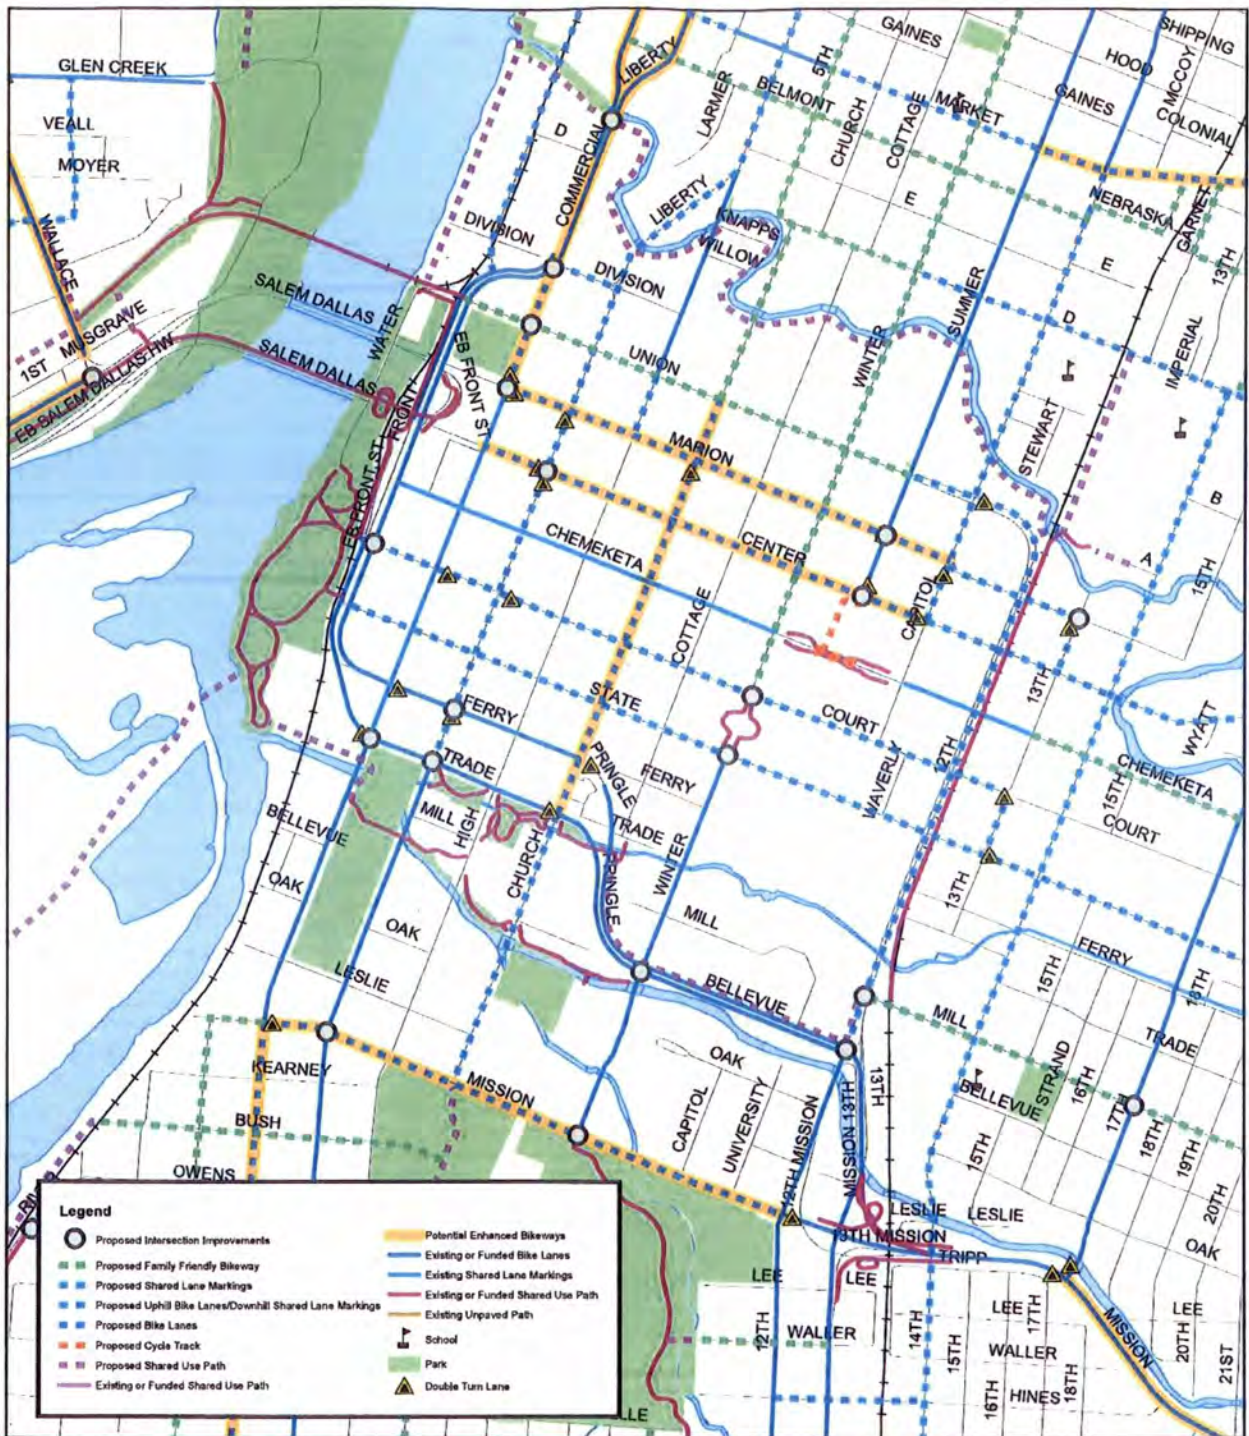 SHIPPING
GAINES
HOOD
MCCOY
GLEN CREEK
LIBERTY
5TH
LARMER
BELMONT
CHURCH
COTTAGE
MARKET
GAINES
COLONIAL
VEALL
MOYER
D
COMMERCIAL
E
NEBRASKA
GARNET
13TH
WALLACE
DIVISION
LIBERTY
KNAPPS
WILLOW
E
DIVISION
SALEM DALLAS
WATER
SUMMER
D
IMPERIAL
1ST
MUSGRAVE
EB SALEM DALLAS HW
SALEM DALLAS
FRONT
EB FRONT ST
UNION
WINTER
STEWART
MARION
EB FRONT ST
B
CHEMEKETA
CENTER
A
15TH
CAPITOL
COTTAGE
13TH
STATE
COURT
WYATT
FERRY
12TH
WAVERLY
CHEMEKETA
TRADE
PRINGLE
FERRY
15TH
COURT
BELLEVUE
MILL
HIGH
CHURCH
TRADE
WINTER
OAK
PRINGLE
13TH
OAK
MILL
FERRY
LESLIE
BELLEVUE
15TH
18TH
MILL
TRADE
KEARNEY
MISSION
OAK
13TH
STRAND
16TH
BELLEVUE
BUSH
CAPITOL
UNIVERSITY
12TH MISSION
MISSION 13TH
17TH
18TH
19TH
20TH
15TH
OWENS
LESLIE
LESLIE
OAK
13TH MISSION
TRIPP
LEE
LEE
LEE
17TH
MISSION
LEE
12TH
WALLER
14TH
15TH
WALLER
20TH
21ST
16TH
HINES
18TH
Legend
Proposed Intersection Improvements
Proposed Family Friendly Bikeway
Proposed Shared Lane Markings
Proposed Uphill Bike Lanes/Downhill Shared Lane Markings
Proposed Bike Lanes
Proposed Cycle Track
Proposed Shared Use Path
Existing or Funded Shared Use Path
Potential Enhanced Bikeways
Existing or Funded Bike Lanes
Existing Shared Lane Markings
Existing or Funded Shared Use Path
Existing Unpaved Path
School
Park
Double Turn Lane